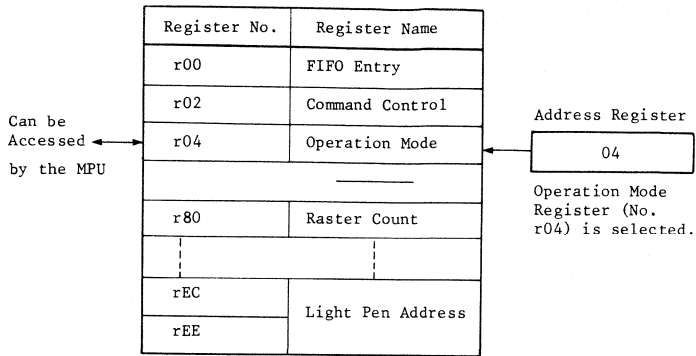 Register No. Register Name
r00 FIFO Entry
r02 Command Control
Can be
Accessed
by the MPU
r04 Operation Mode
Address Register
04
Operation Mode
Register (No.
r04) is selected.
r80 Raster Count
rEC
Light Pen Address
rEE